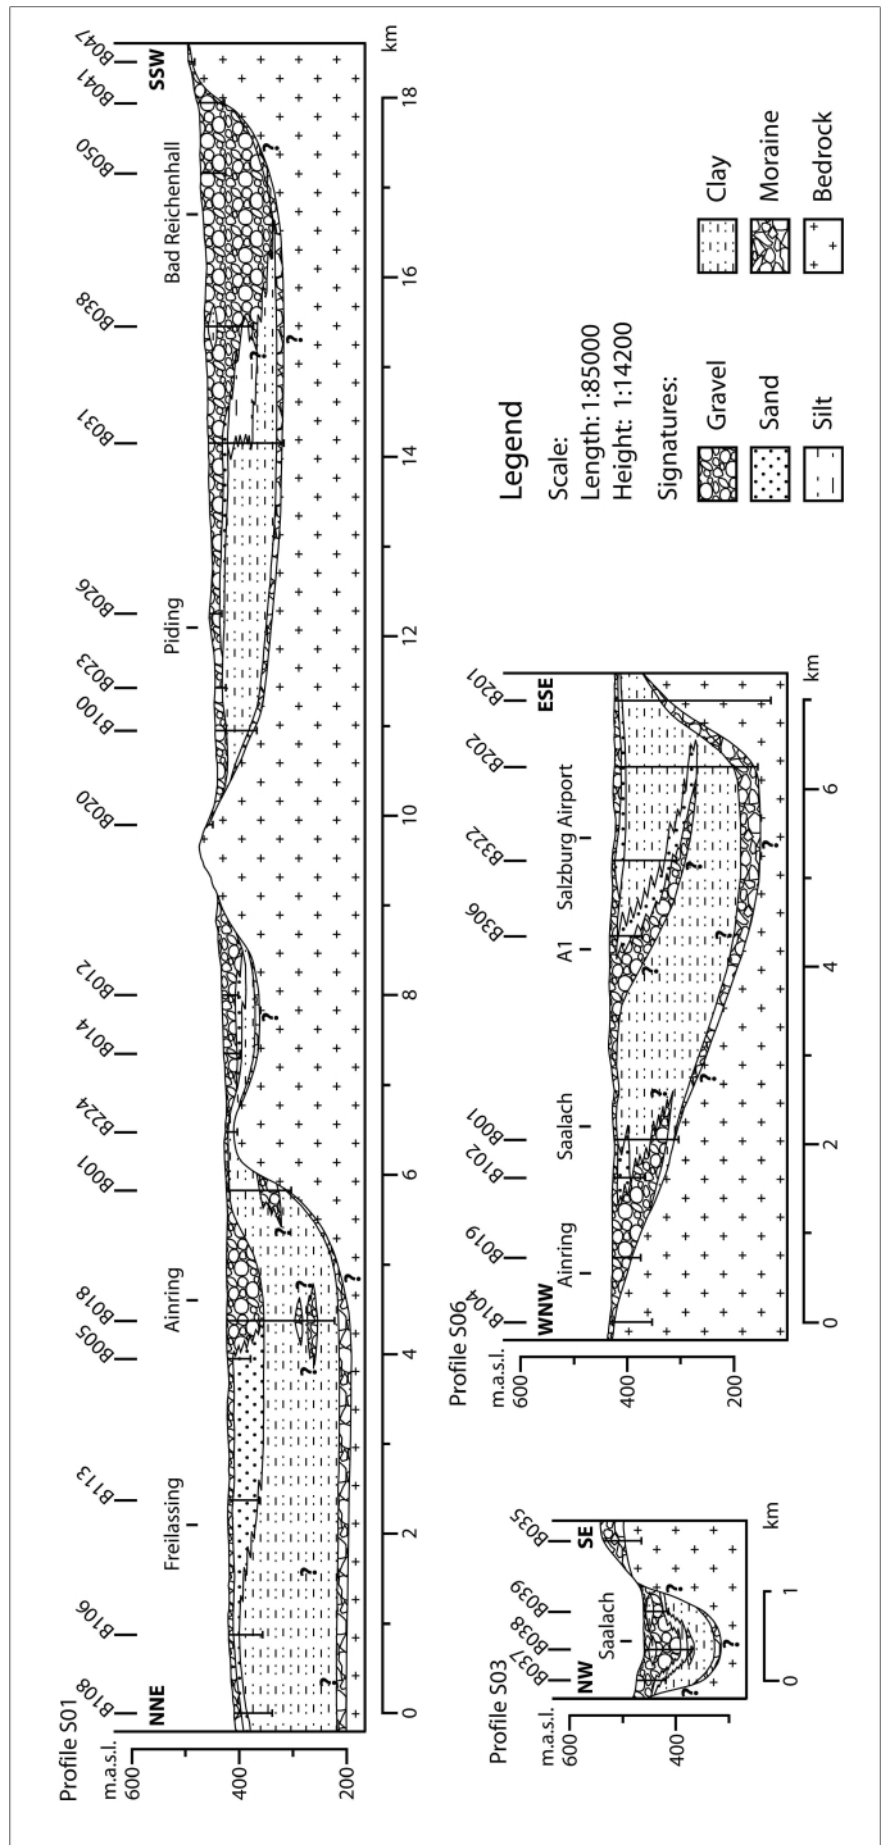 Profile S01
m.a.s.l.
600
400
200
NNE
SSW
B108
B106
B113
B005
B018
B001
B224
B014
B012
B020
B100
B023
B026
B031
B038
B050
B041
B047
Freilassing
Ainring
Piding
Bad Reichenhall
?
?
?
?
?
?
?
?
?
?
?
0
2
4
6
8
10
12
14
16
18
km
Profile S03
m.a.s.l.
600
400
NW
SE
B037
B038
B039
B035
Saalach
?
?
?
0
1
km
Profile S06
m.a.s.l.
600
400
200
WNW
ESE
B104
B019
B102
B001
B306
B322
B202
B201
Ainring
Saalach
A1
Salzburg Airport
?
?
?
?
?
?
0
2
4
6
km
Legend
Scale:
Length: 1:85000
Height: 1:14200
Signatures:
Gravel
Clay
Sand
Moraine
Silt
Bedrock